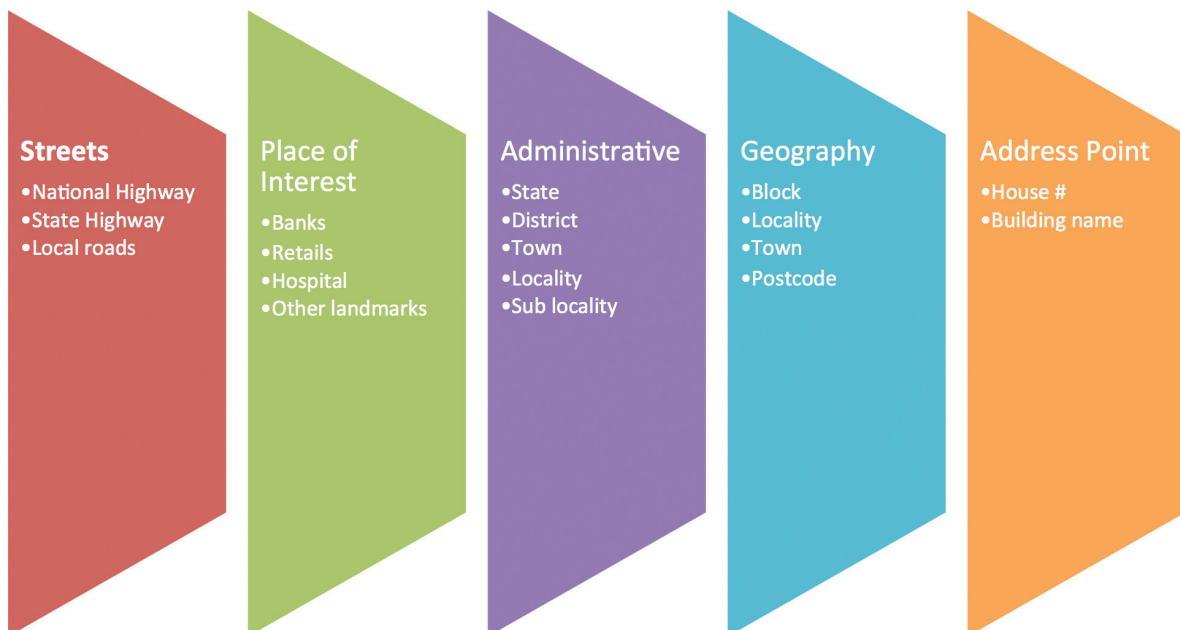 Streets
•National Highway
•State Highway
•Local roads
Place of
Interest
•Banks
•Retails
•Hospital
•Other landmarks
Administrative
•State
•District
•Town
•Locality
•Sub locality
Geography
•Block
•Locality
•Town
•Postcode
Address Point
•House #
•Building name